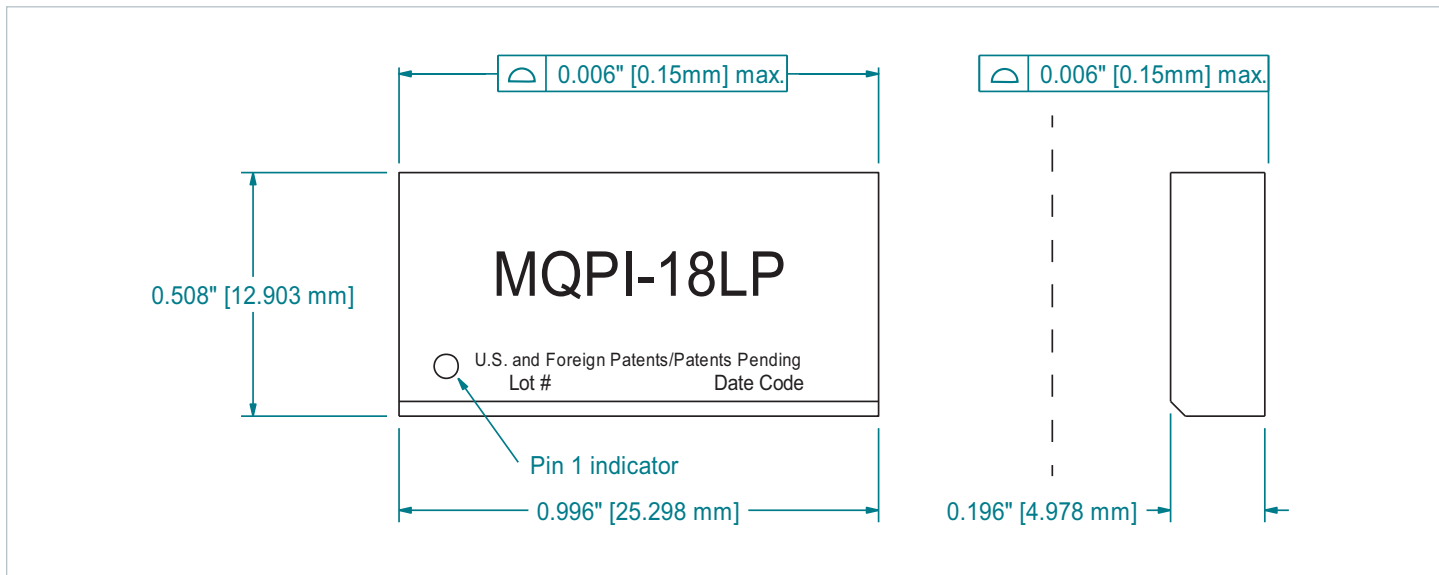 0.006" [0.15mm] max.
0.006" [0.15mm] max.
MQPI-18LP
0.508" [12.903 mm]
U.S. and Foreign Patents/Patents Pending
Lot # Date Code
Pin 1 indicator
0.996" [25.298 mm]
0.196" [4.978 mm]